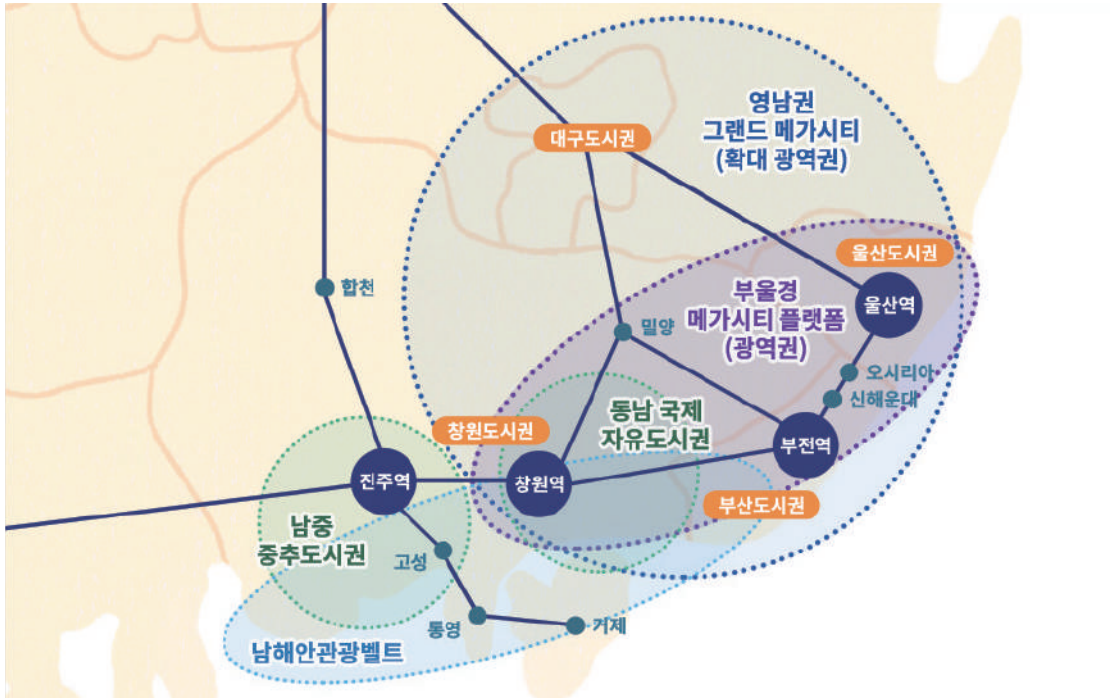 영남권
그랜드 메가시티
(확대 광역권)
대구도시권
울산도시권
합천
밀양
부울경
메가시티 플랫폼
(광역권)
울산역
오시리아
신해운대
동남 국제
자유도시권
창원도시권
부전역
진주역
창원역
부산도시권
남중
중추도시권
고성
통영
거제
남해안관광벨트